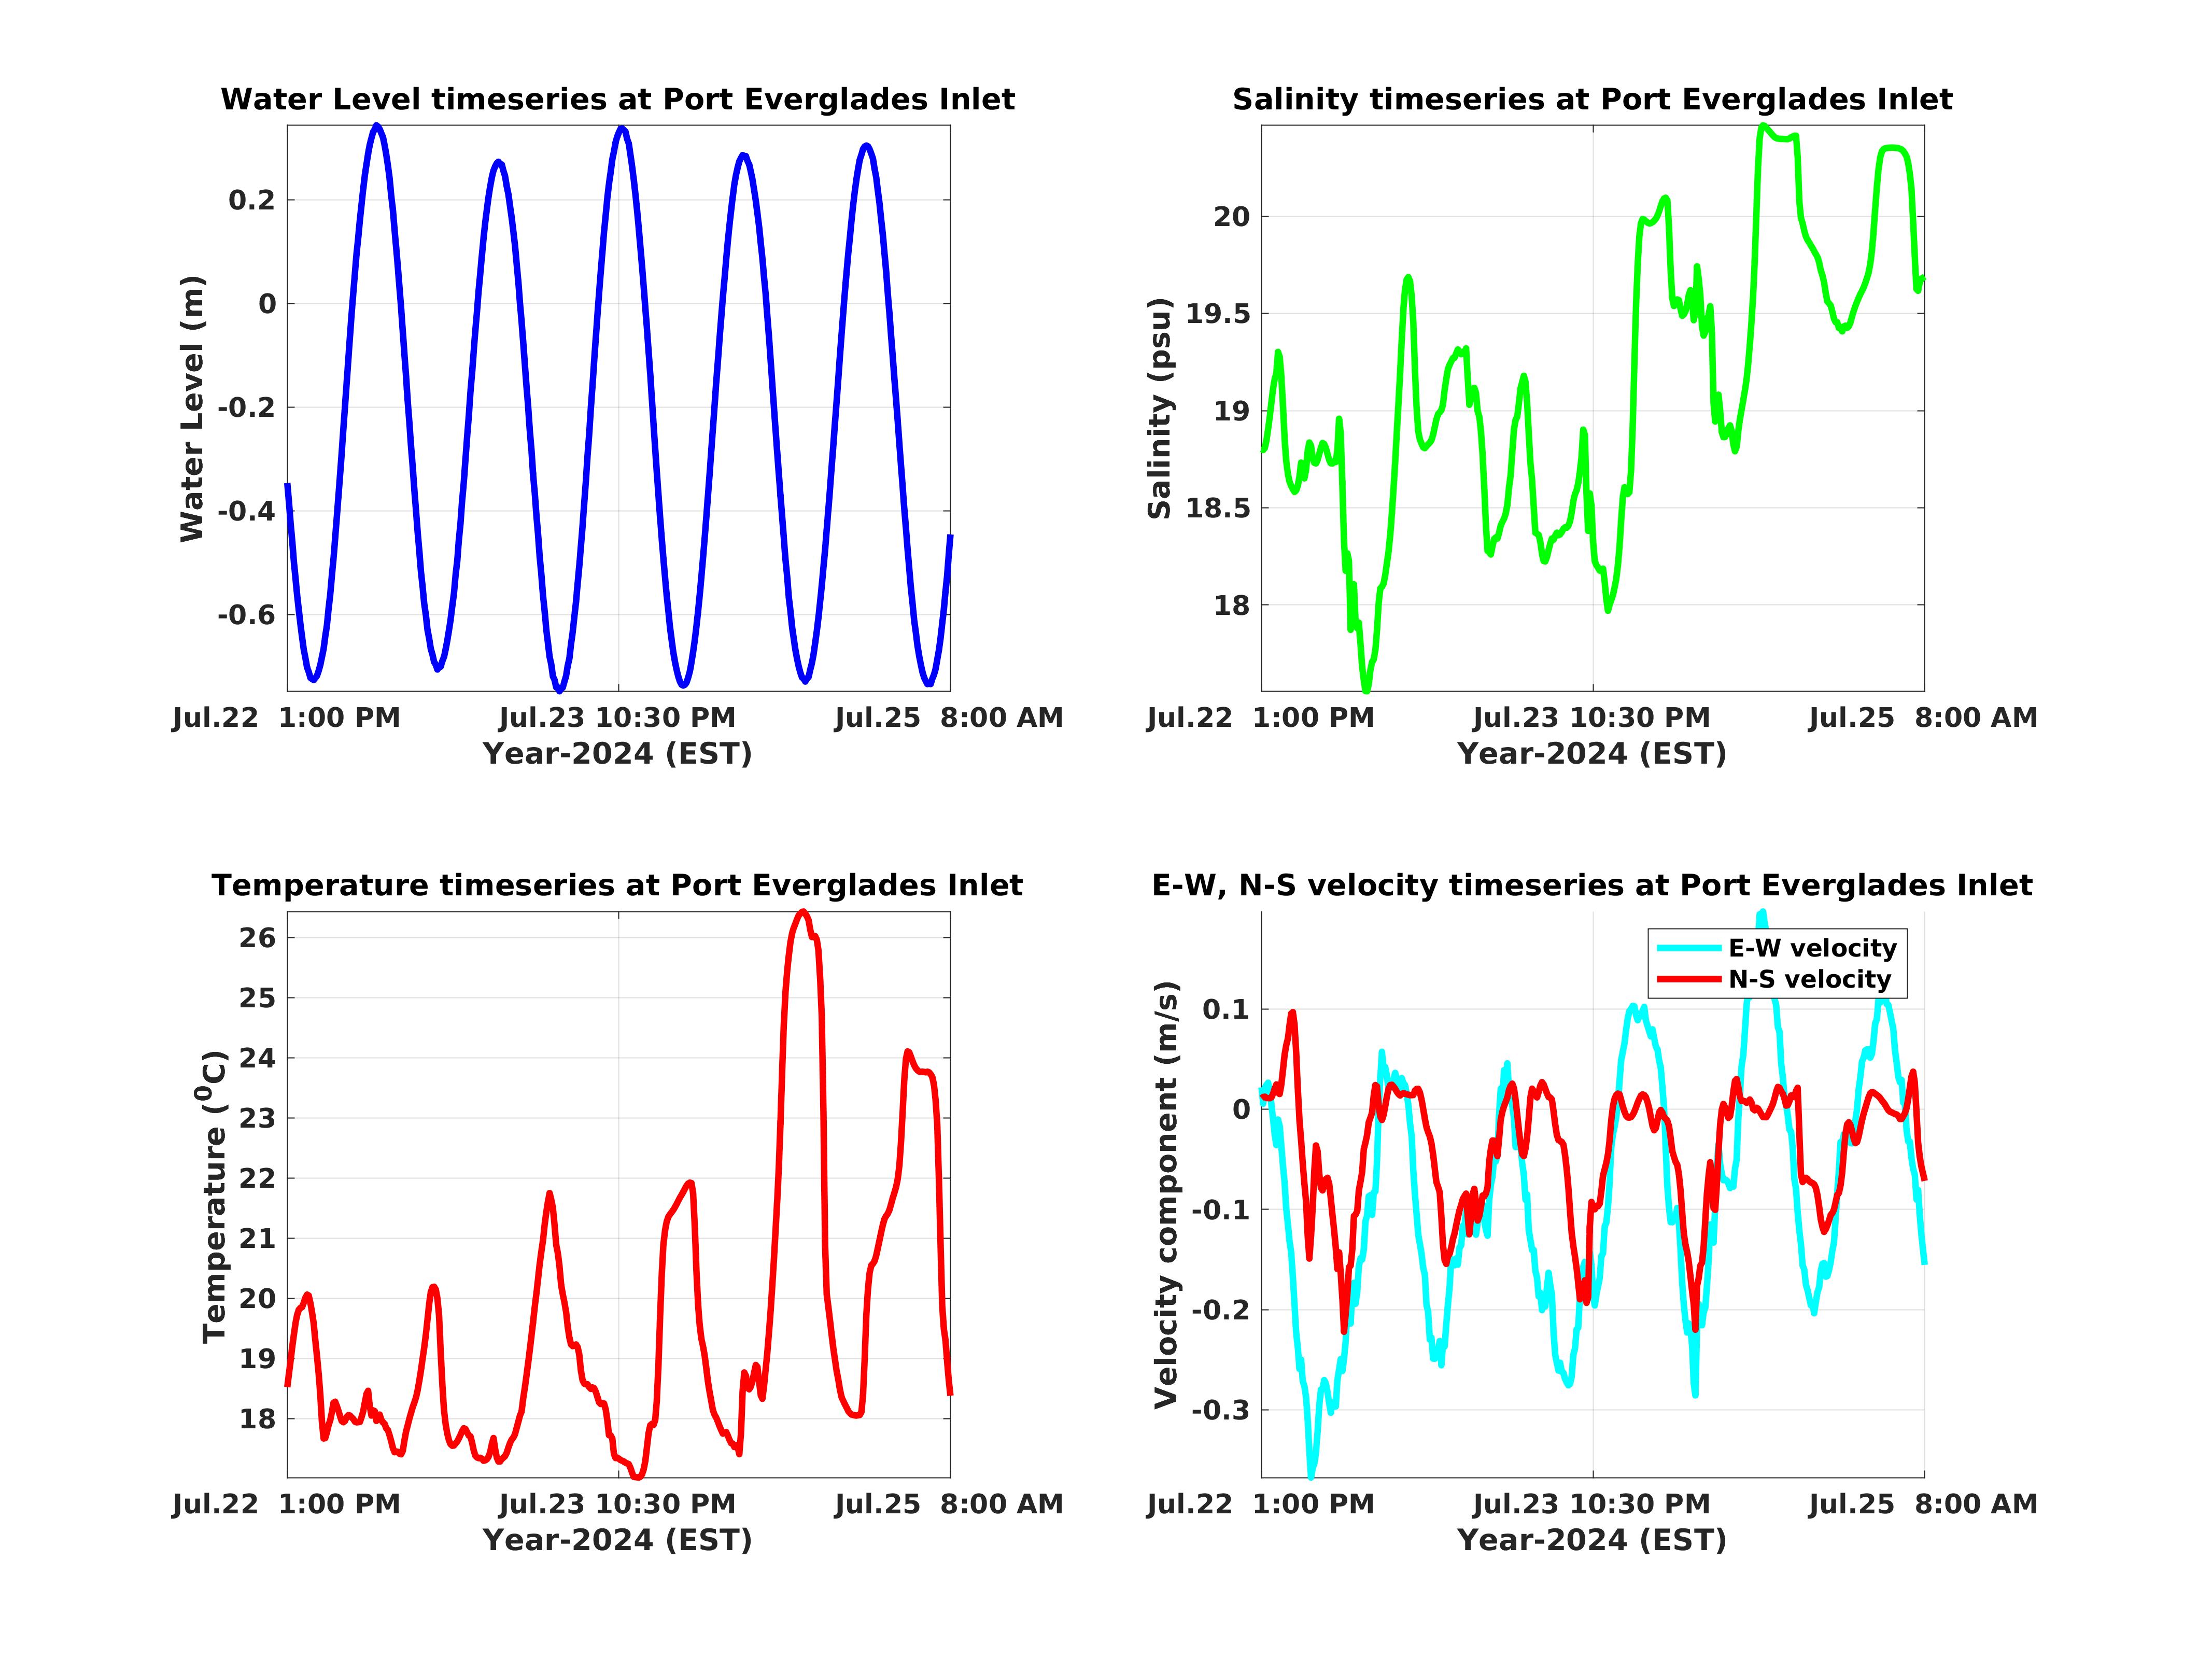 Water Level timeseries at Port Everglades Inlet
Water Level (m)
0.2
0
-0.2
-0.4
-0.6
Jul.22 1:00 PM
Jul.23 10:30 PM
Jul.25 8:00 AM
Year-2024 (EST)
Salinity timeseries at Port Everglades Inlet
Salinity (psu)
20
19.5
19
18.5
18
Jul.22 1:00 PM
Jul.23 10:30 PM
Jul.25 8:00 AM
Year-2024 (EST)
Temperature timeseries at Port Everglades Inlet
Temperature (⁰C)
26
25
24
23
22
21
20
19
18
Jul.22 1:00 PM
Jul.23 10:30 PM
Jul.25 8:00 AM
Year-2024 (EST)
E-W, N-S velocity timeseries at Port Everglades Inlet
Velocity component (m/s)
E-W velocity
N-S velocity
0.1
0
-0.1
-0.2
-0.3
Jul.22 1:00 PM
Jul.23 10:30 PM
Jul.25 8:00 AM
Year-2024 (EST)